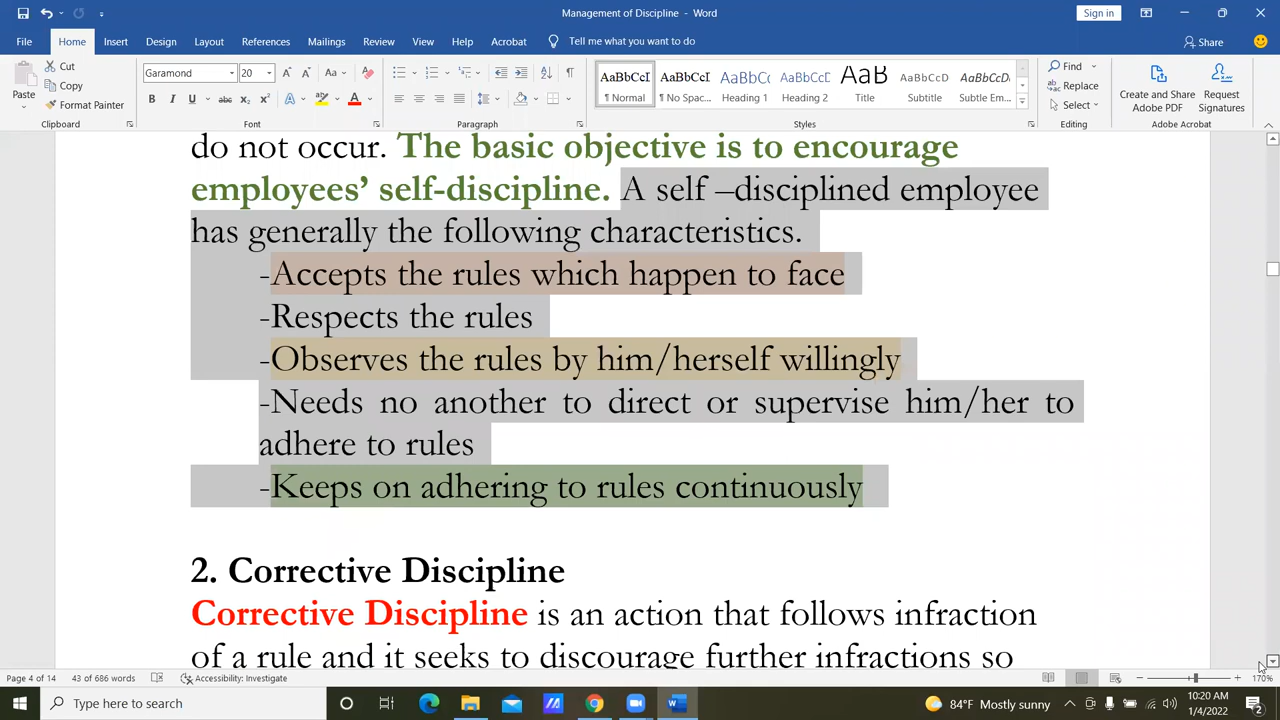 Management of Discipline - Word
Sign in
File Home Insert Design Layout References Mailings Review View Help Acrobat Tell me what you want to do Share
Paste
Cut
Copy
Format Painter
Clipboard
Garamond 20
Font
Paragraph
AaBbCcI AaBbCcI AaBbC( AaBbCcI AaB AaBbCcD AaBbCcD
¶ Normal ¶ No Spac... Heading 1 Heading 2 Title Subtitle Subtle Em...
Styles
Find
Replace
Select
Editing
Create and Share Adobe PDF
Request Signatures
Adobe Acrobat
do not occur. The basic objective is to encourage
employees’ self-discipline. A self –disciplined employee
has generally the following characteristics.
-Accepts the rules which happen to face
-Respects the rules
-Observes the rules by him/herself willingly
-Needs no another to direct or supervise him/her to
adhere to rules
-Keeps on adhering to rules continuously
2. Corrective Discipline
Corrective Discipline is an action that follows infraction
of a rule and it seeks to discourage further infractions so
Page 4 of 14 43 of 686 words Accessibility: Investigate 170%
Type here to search
84°F Mostly sunny
10:20 AM
1/4/2022
2